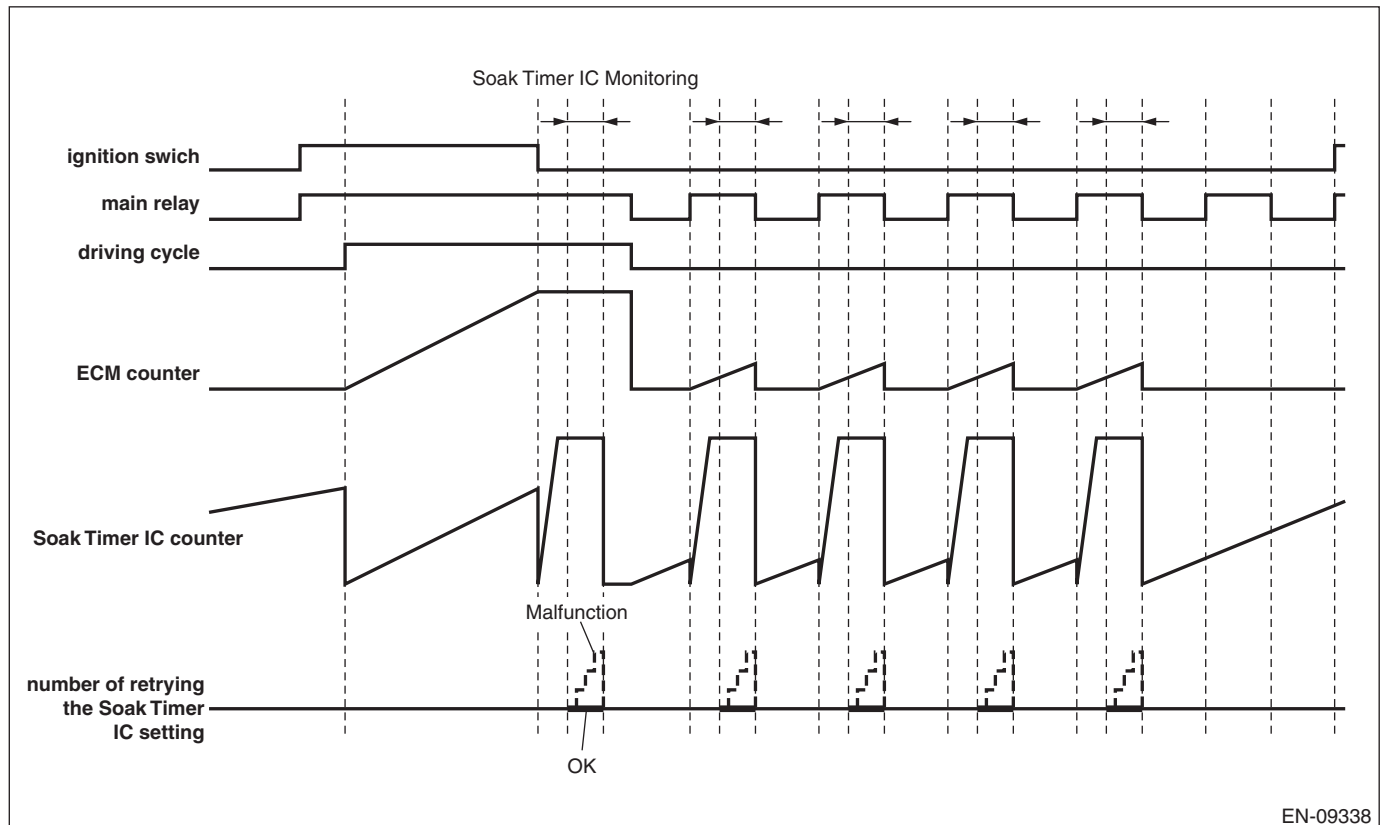 Soak Timer IC Monitoring
ignition swich
main relay
driving cycle
ECM counter
Soak Timer IC counter
Malfunction
number of retrying
the Soak Timer
IC setting
OK
EN-09338